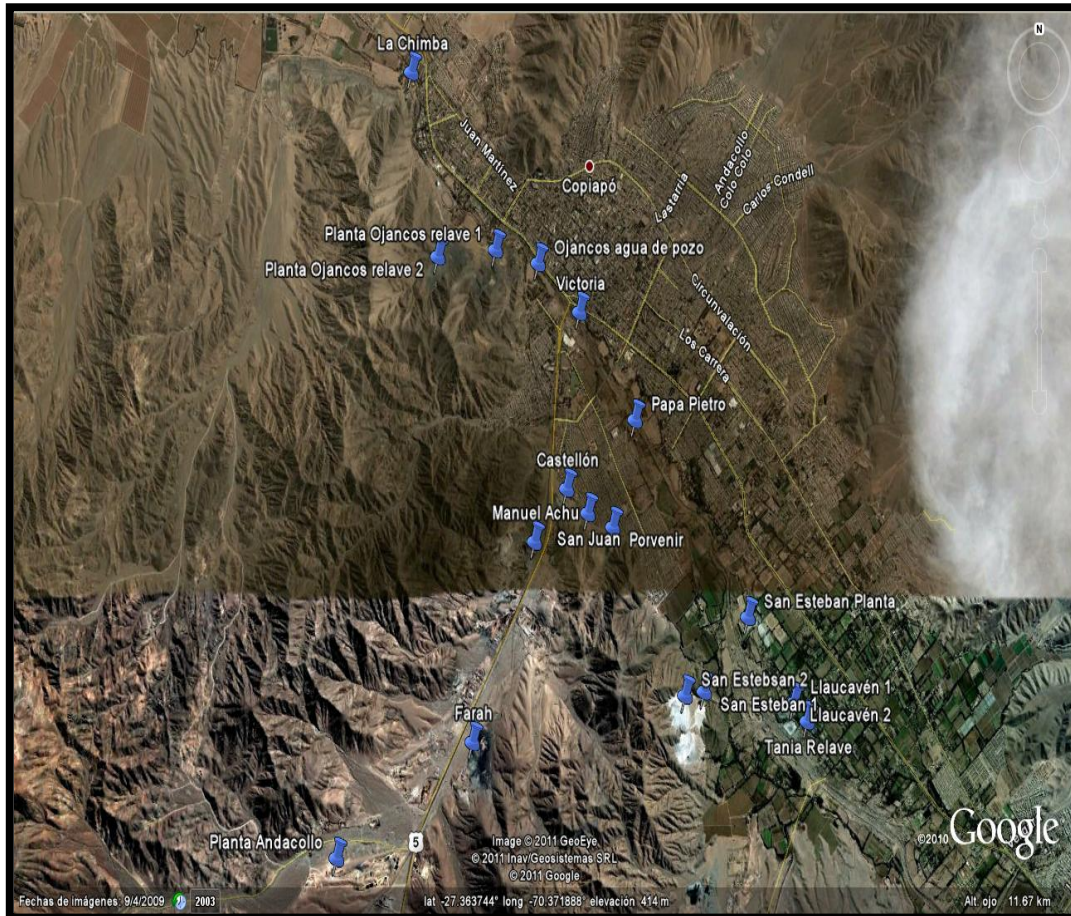 La Chimba
N
Juan Martínez
Andacollo
Colo Colo
Copiapó
Lastarria
Carlos Condell
Planta Ojancos relave 1
Ojancos agua de pozo
Planta Ojancos relave 2
Victoria
Circunvalación
Los Carrera
Papa Pietro
Castellón
Manuel Achu
San Juan
Porvenir
San Esteban Planta
San Estebsan 2
Llaucavén 1
San Esteban 1
Llaucavén 2
Farah
Tania Relave
Planta Andacollo
5
Image © 2011 GeoEye
© 2011 Inav/Geosistemas SRL
© 2011 Google
©2010 Google
Fechas de imágenes: 9/4/2009 2003
lat -27.363744° long -70.371888° elevación 414 m
Alt ojo 11.67 km